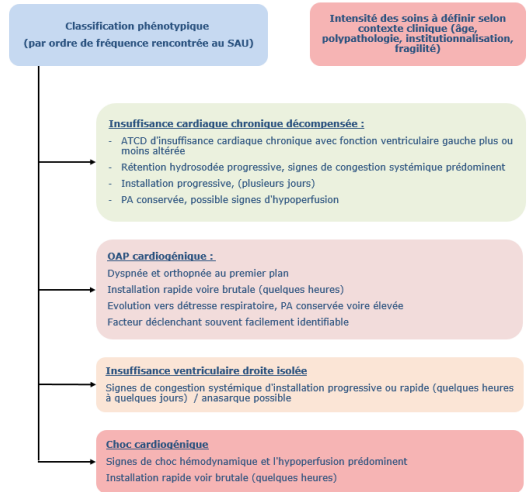 Classification phénotypique
(par ordre de fréquence rencontrée au SAU)
Intensité des soins à définir selon
contexte clinique (âge,
polypathologie, institutionnalisation,
fragilité)
Insuffisance cardiaque chronique décompensée :
- ATCD d'insuffisance cardiaque chronique avec fonction ventriculaire gauche plus ou
moins altérée
- Rétention hydrosodée progressive, signes de congestion systémique prédominent
- Installation progressive, (plusieurs jours)
- PA conservée, possible signes d'hypoperfusion
OAP cardiogénique :
Dyspnée et orthopnée au premier plan
Installation rapide voire brutale (quelques heures)
Evolution vers détresse respiratoire, PA conservée voire élevée
Facteur déclenchant souvent facilement identifiable
Insuffisance ventriculaire droite isolée
Signes de congestion systémique d'installation progressive ou rapide (quelques heures
à quelques jours) / anasarque possible
Choc cardiogénique
Signes de choc hémodynamique et l'hypoperfusion prédominent
Installation rapide voir brutale (quelques heures)